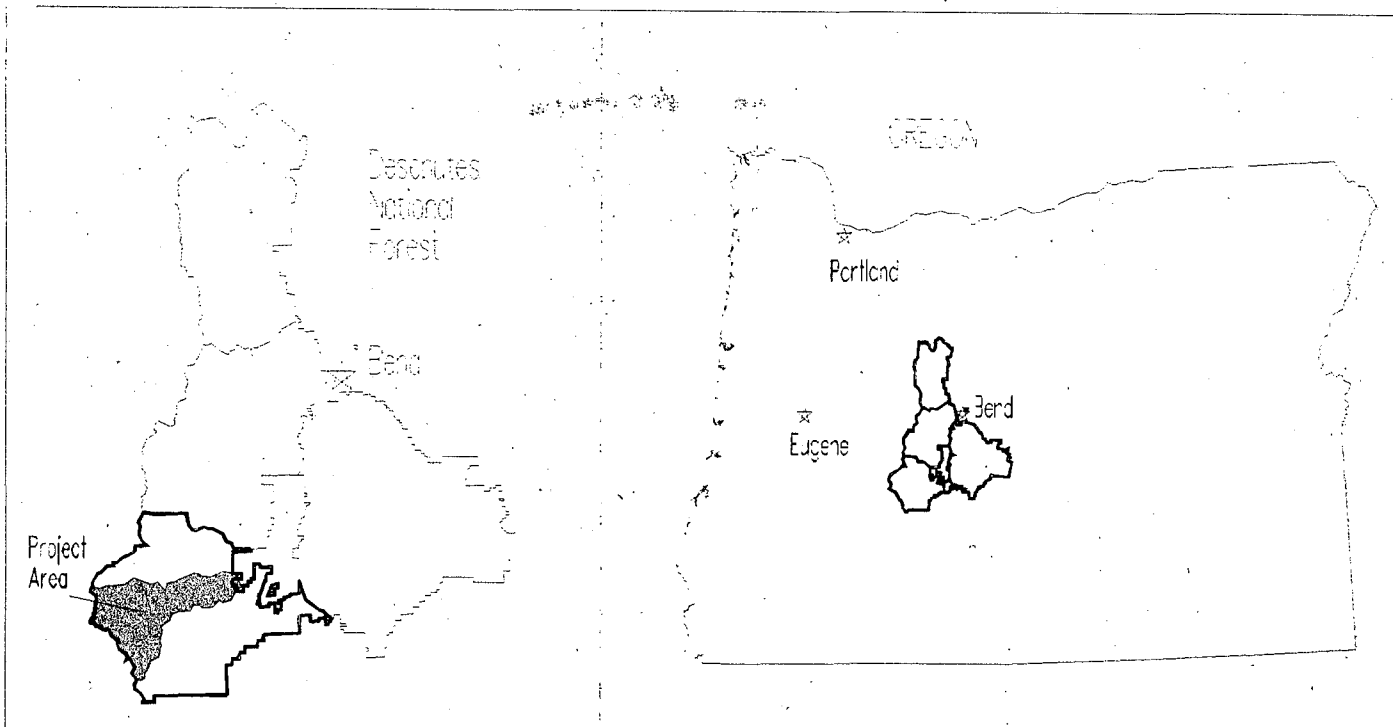 Deschutes
National
Forest
Bend
Project
Area
OREGON
Portland
Eugene
Bend